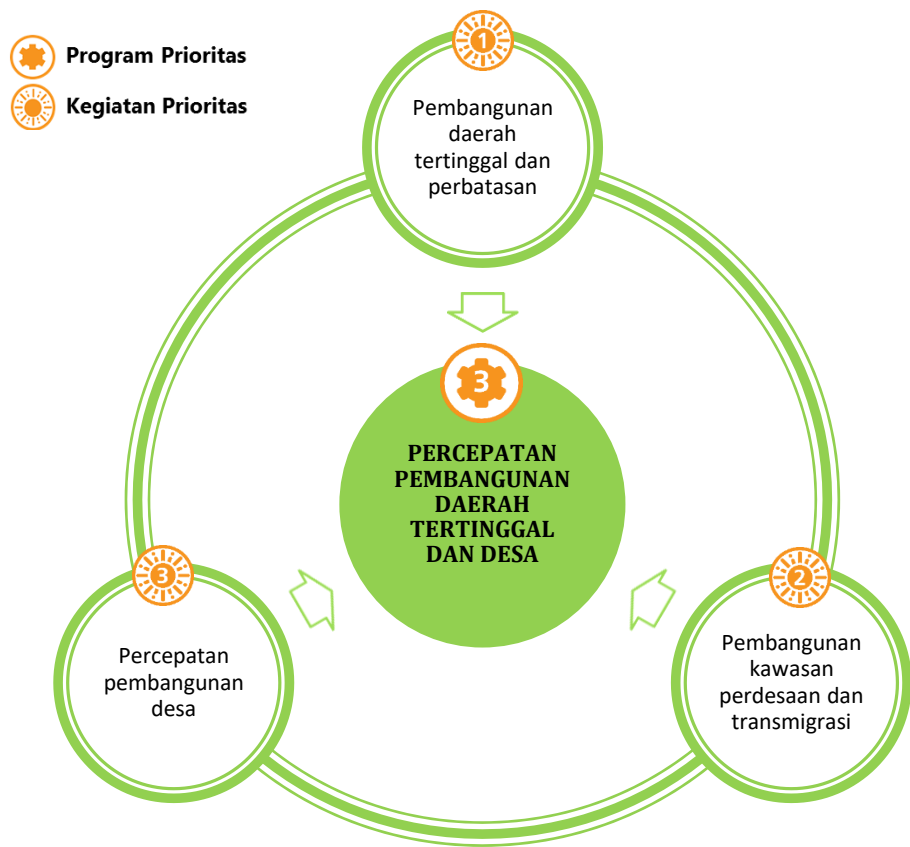 Program Prioritas
Kegiatan Prioritas
1
Pembangunan
daerah
tertinggal dan
perbatasan
3
PERCEPATAN
PEMBANGUNAN
DAERAH
TERTINGGAL
DAN DESA
3
Percepatan
pembangunan
desa
2
Pembangunan
kawasan
perdesaan dan
transmigrasi